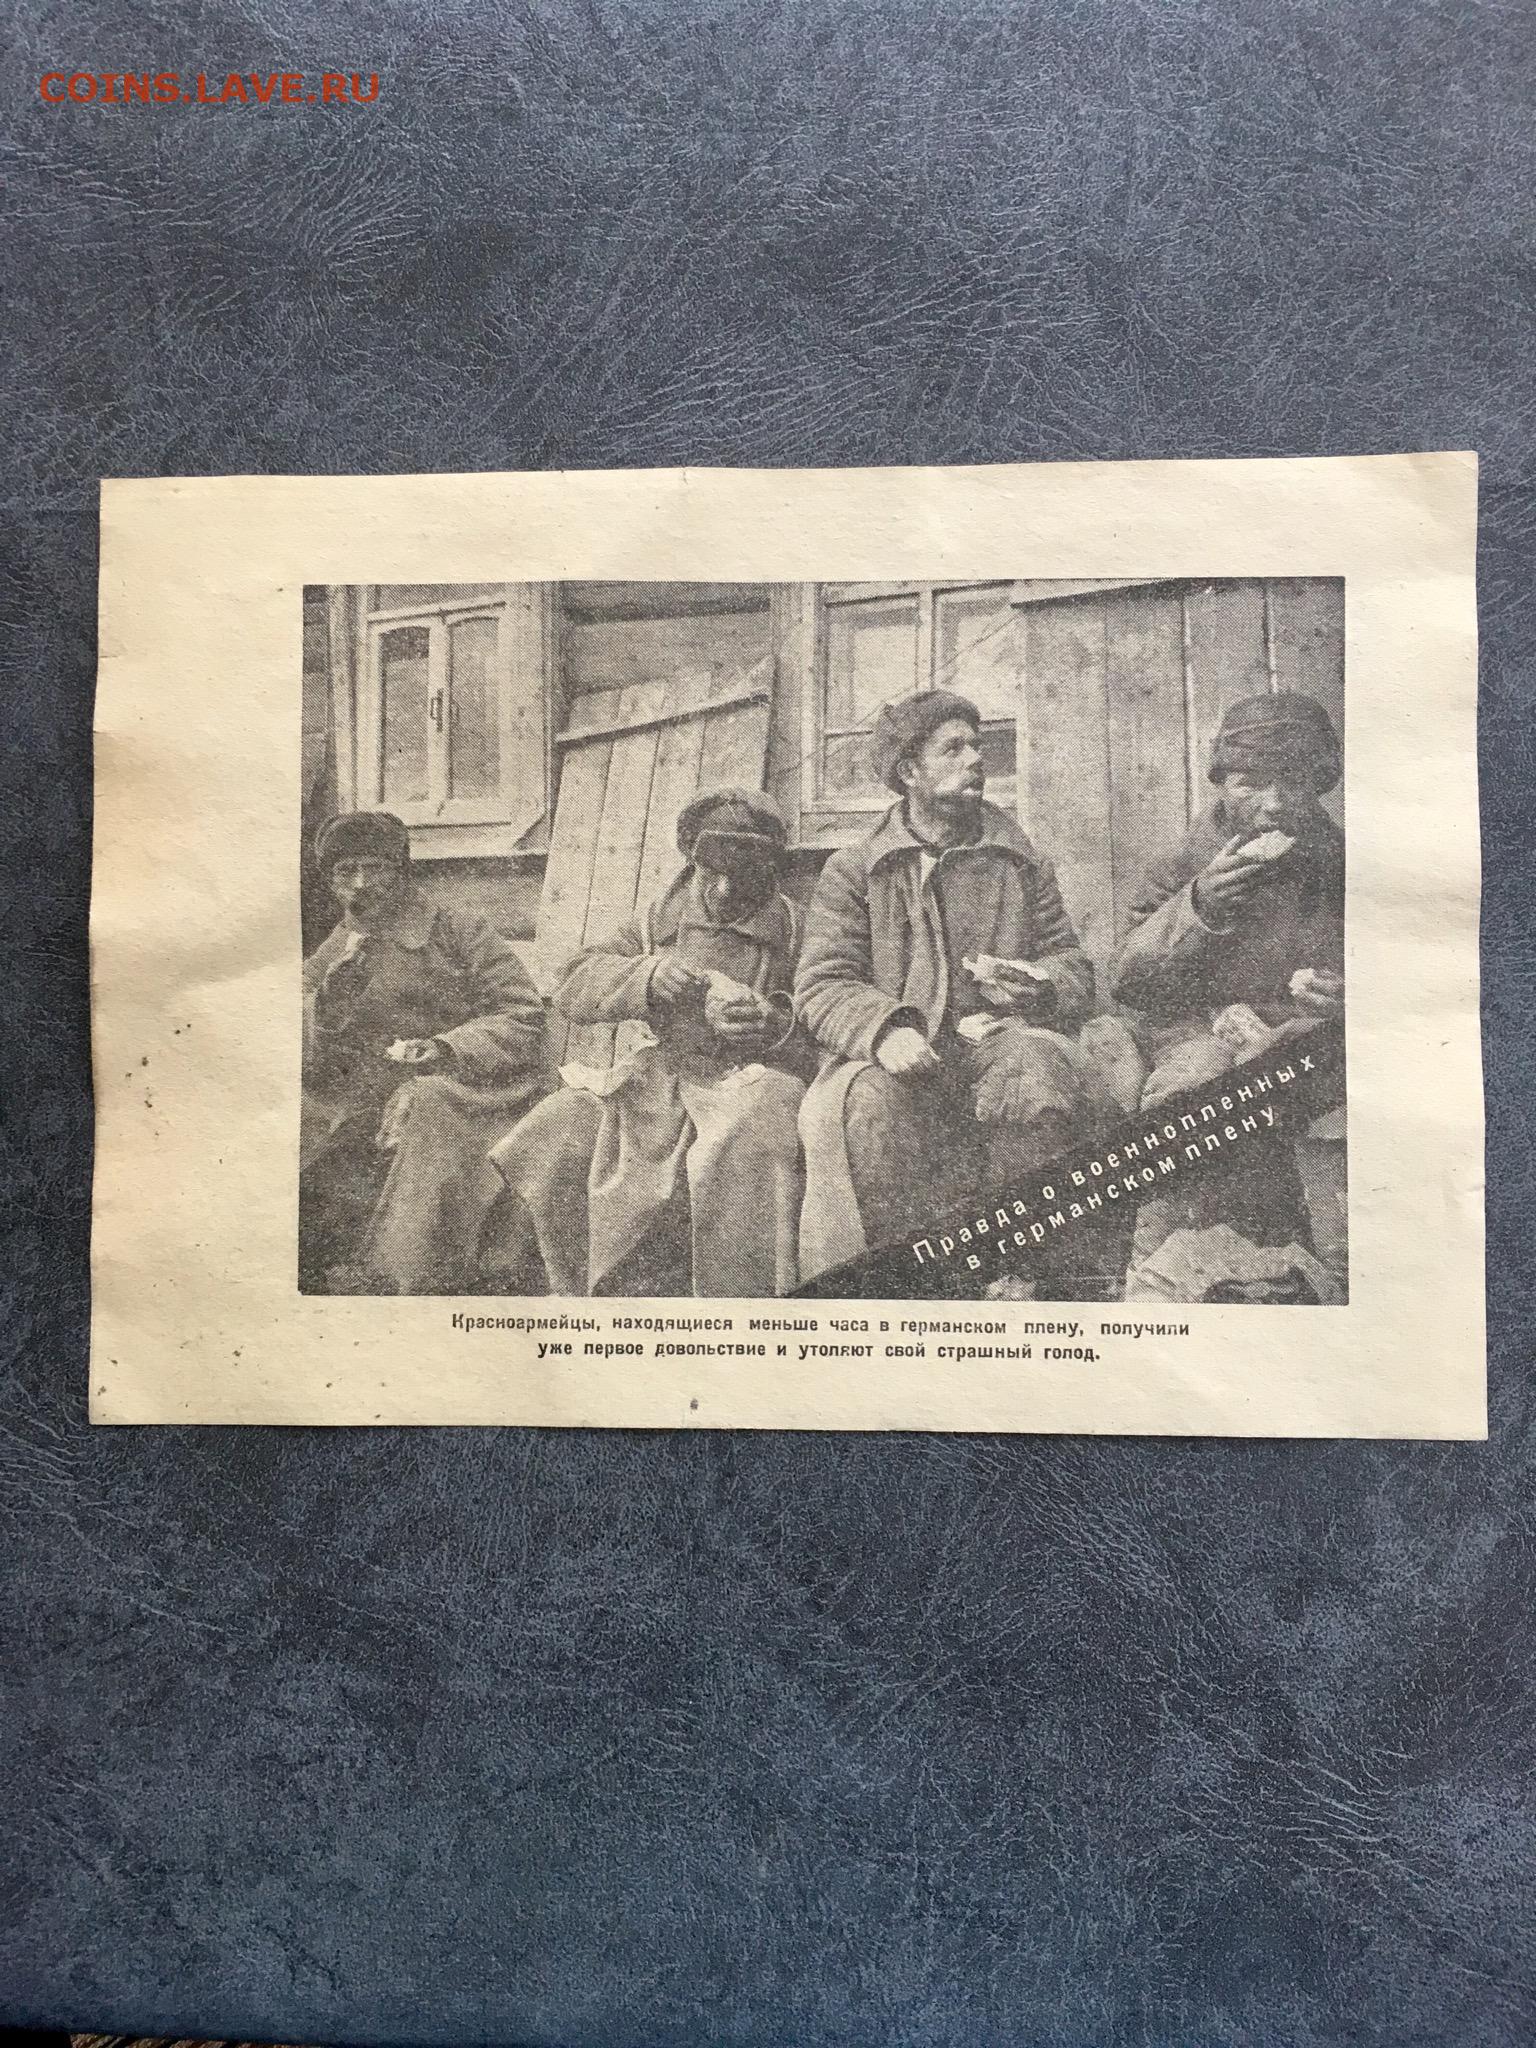 COINS.LAVE.RU
Правда о военнопленных
в германском плену
Красноармейцы, находящиеся меньше часа в германском плену, получили
уже первое довольствие и утоляют свой страшный голод.